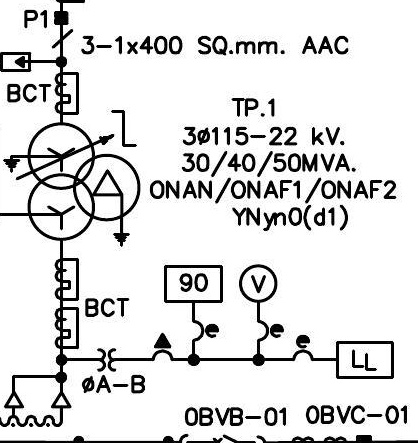 P1
3-1x400 SQ.mm. AAC
BCT
TP.1
3ø115-22 kV.
30/40/50MVA.
ONAN/ONAF1/ONAF2
YNyn0(d1)
BCT
90
V
e
e
e
LL
øA-B
0BVB-01 0BVC-01